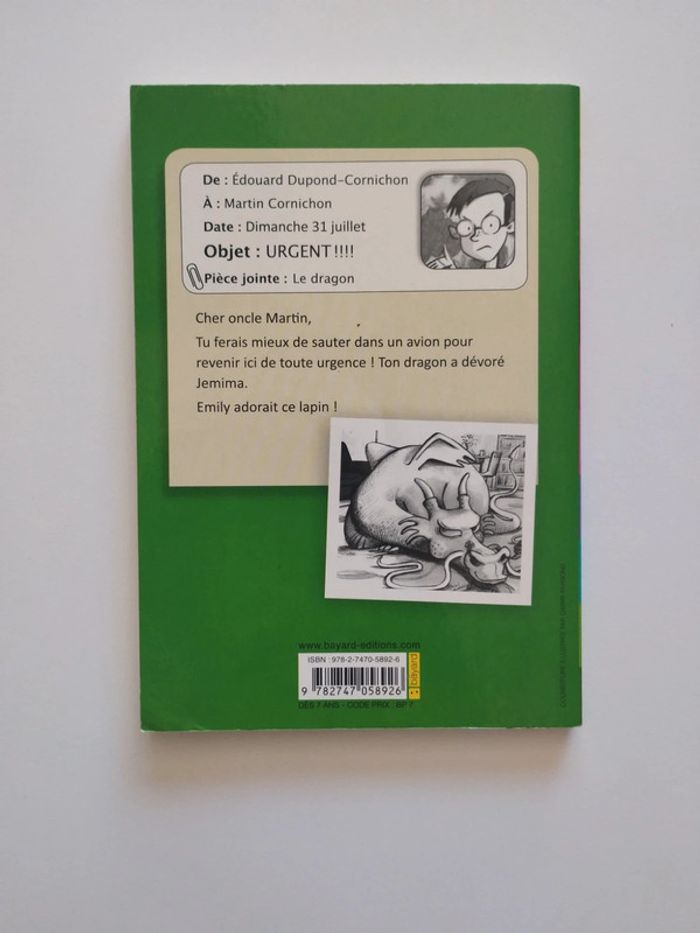 De : Édouard Dupond-Cornichon
À : Martin Cornichon
Date : Dimanche 31 juillet
Objet : URGENT !!!!
Pièce jointe : Le dragon
Cher oncle Martin,
Tu ferais mieux de sauter dans un avion pour
revenir ici de toute urgence ! Ton dragon a dévoré
Jemima.
Emily adorait ce lapin !
www.bayard-editions.com
ISBN : 978-2-7470-5892-6
bayard
9 782747 058926
DÈS 7 ANS - CODE PRIX : BP 7
COUVERTURE ILLUSTRÉE PAR